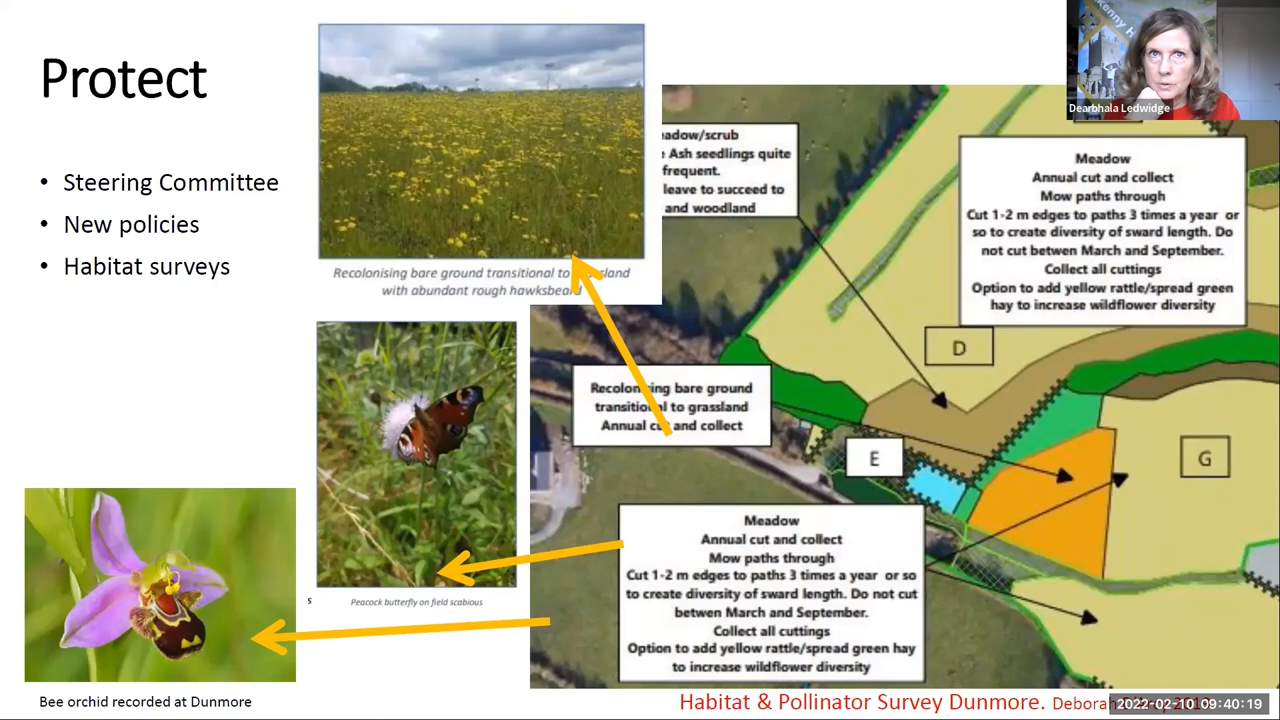 Protect
• Steering Committee
• New policies
• Habitat surveys
Recolonising bare ground transitional to grassland
with abundant rough hawksbeard
Peacock butterfly on field scabious
s
Bee orchid recorded at Dunmore
eadow/scrub
e Ash seedlings quite
frequent.
leave to succeed to
and woodland
Kenny
Dearbhala Ledwidge
Meadow
Annual cut and collect
Mow paths through
Cut 1-2 m edges to paths 3 times a year or
so to create diversity of sward length. Do
not cut betwen March and September.
Collect all cuttings
Option to add yellow rattle/spread green
hay to increase wildflower diversity
D
Recolonising bare ground
transitional to grassland
Annual cut and collect
E
G
Meadow
Annual cut and collect
Mow paths through
Cut 1-2 m edges to paths 3 times a year or so
to create diversity of sward length. Do not cut
betwen March and September.
Collect all cuttings
Option to add yellow rattle/spread green hay
to increase wildflower diversity
Habitat & Pollinator Survey Dunmore.
2022-02-10 09:40:19